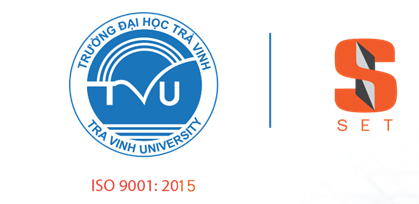 TRƯỜNG ĐẠI HỌC TRÀ VINH
TVU
TRA VINH UNIVERSITY
ISO 9001: 2015
S
SET